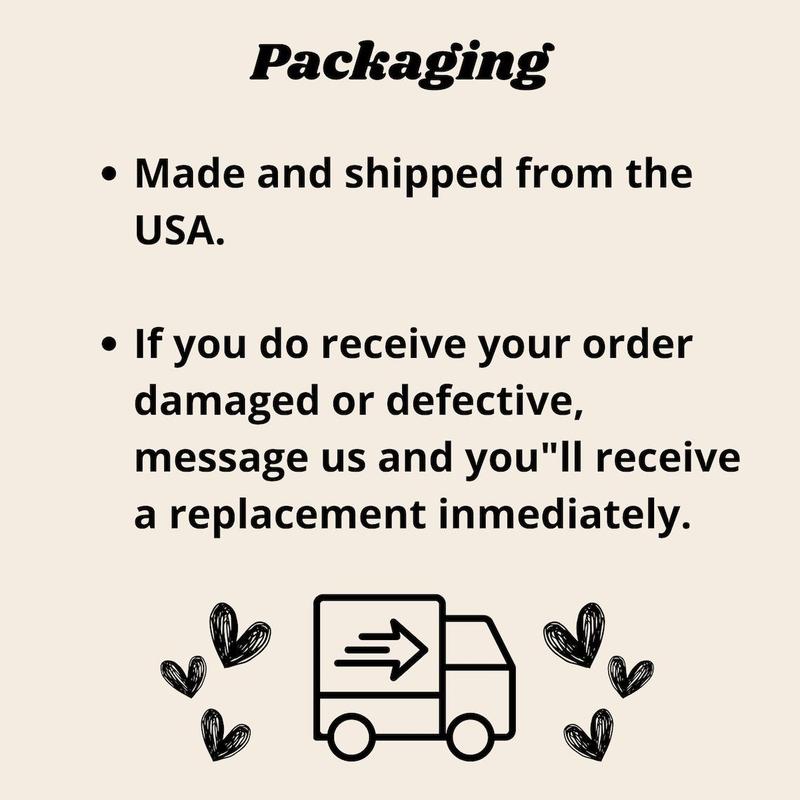 Packaging
• Made and shipped from the
USA.
• If you do receive your order
damaged or defective,
message us and you"ll receive
a replacement inmediately.